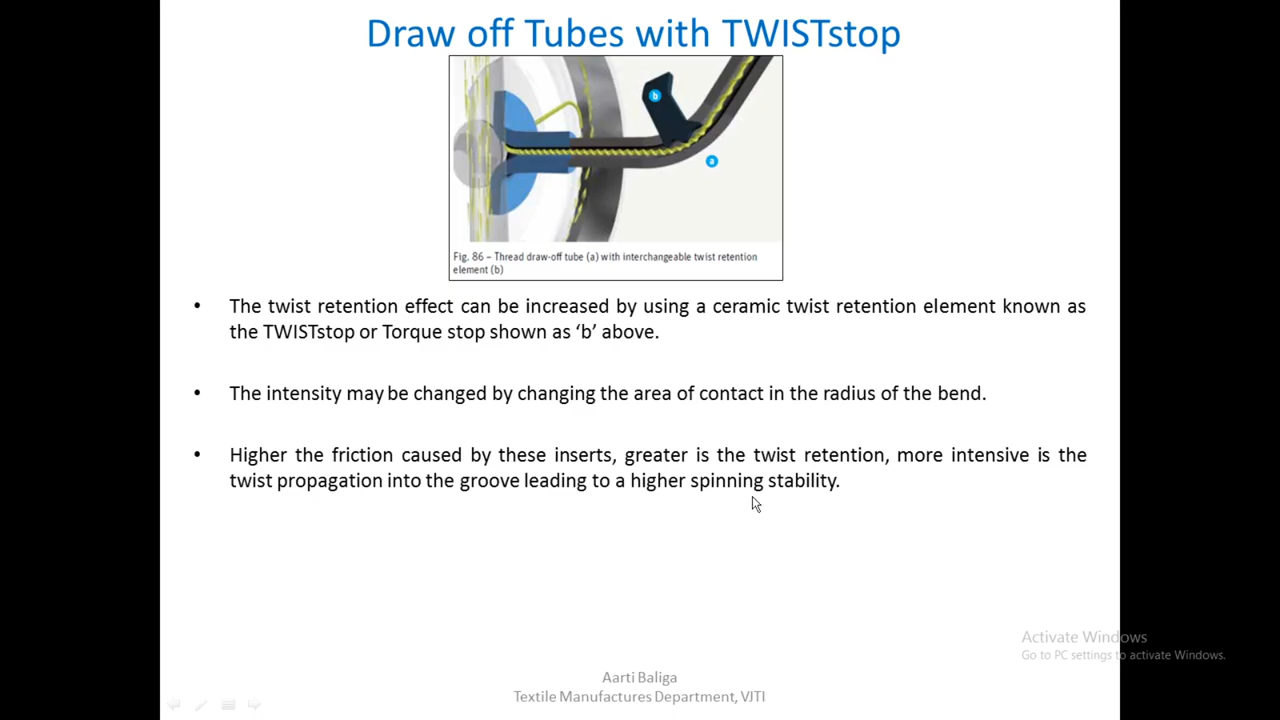 Draw off Tubes with TWISTstop
b
a
Fig. 86 – Thread draw-off tube (a) with interchangeable twist retention
element (b)
• The twist retention effect can be increased by using a ceramic twist retention element known as
the TWISTstop or Torque stop shown as ‘b’ above.
• The intensity may be changed by changing the area of contact in the radius of the bend.
• Higher the friction caused by these inserts, greater is the twist retention, more intensive is the
twist propagation into the groove leading to a higher spinning stability.
Activate Windows
Go to PC settings to activate Windows.
Aarti Baliga
Textile Manufactures Department, VJTI